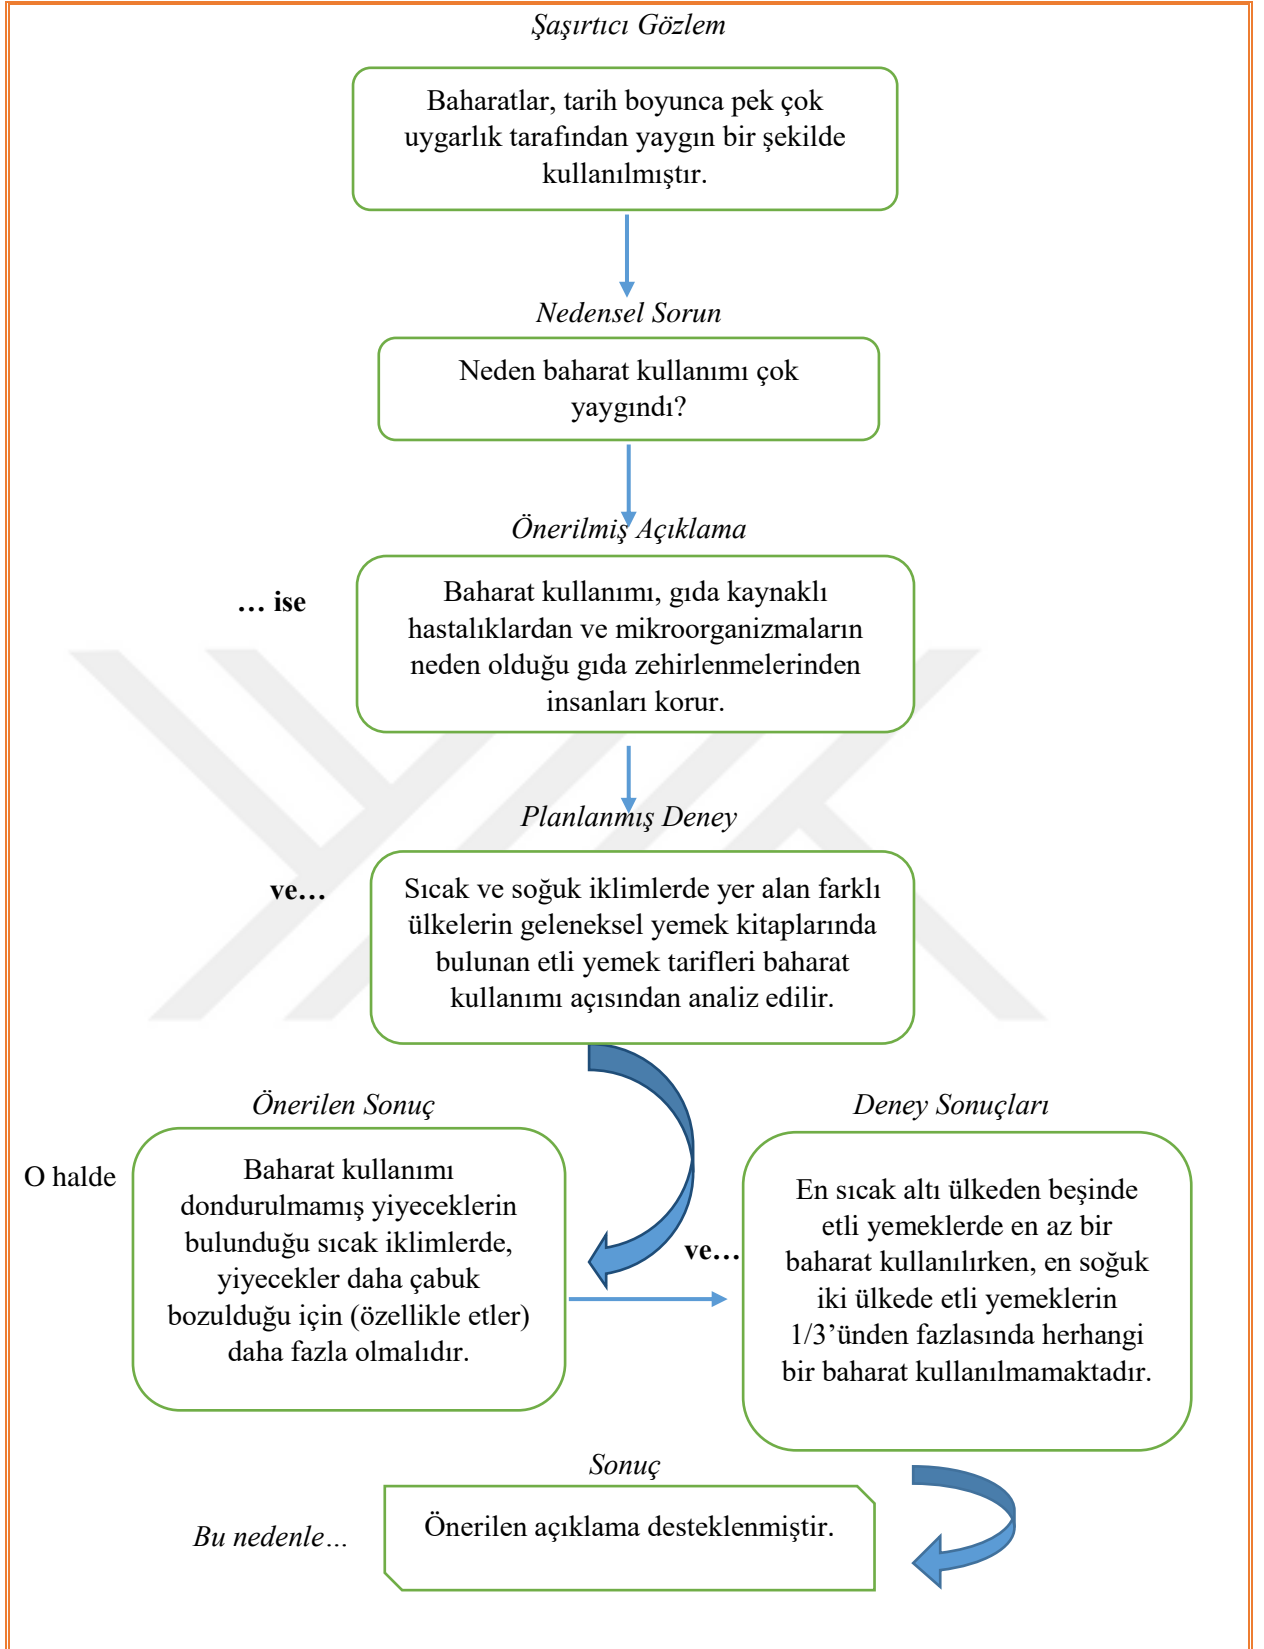 Şaşırtıcı Gözlem
Baharatlar, tarih boyunca pek çok
uygarlık tarafından yaygın bir şekilde
kullanılmıştır.
Nedensel Sorun
Neden baharat kullanımı çok
yaygındı?
Önerilmiş Açıklama
… ise
Baharat kullanımı, gıda kaynaklı
hastalıklardan ve mikroorganizmaların
neden olduğu gıda zehirlenmelerinden
insanları korur.
Planlanmış Deney
ve…
Sıcak ve soğuk iklimlerde yer alan farklı
ülkelerin geleneksel yemek kitaplarında
bulunan etli yemek tarifleri baharat
kullanımı açısından analiz edilir.
Önerilen Sonuç
O halde
Baharat kullanımı
dondurulmamış yiyeceklerin
bulunduğu sıcak iklimlerde,
yiyecekler daha çabuk
bozulduğu için (özellikle etler)
daha fazla olmalıdır.
ve…
Deney Sonuçları
En sıcak altı ülkeden beşinde
etli yemeklerde en az bir
baharat kullanılırken, en soğuk
iki ülkede etli yemeklerin
1/3’ünden fazlasında herhangi
bir baharat kullanılmamaktadır.
Sonuç
Bu nedenle…
Önerilen açıklama desteklenmiştir.